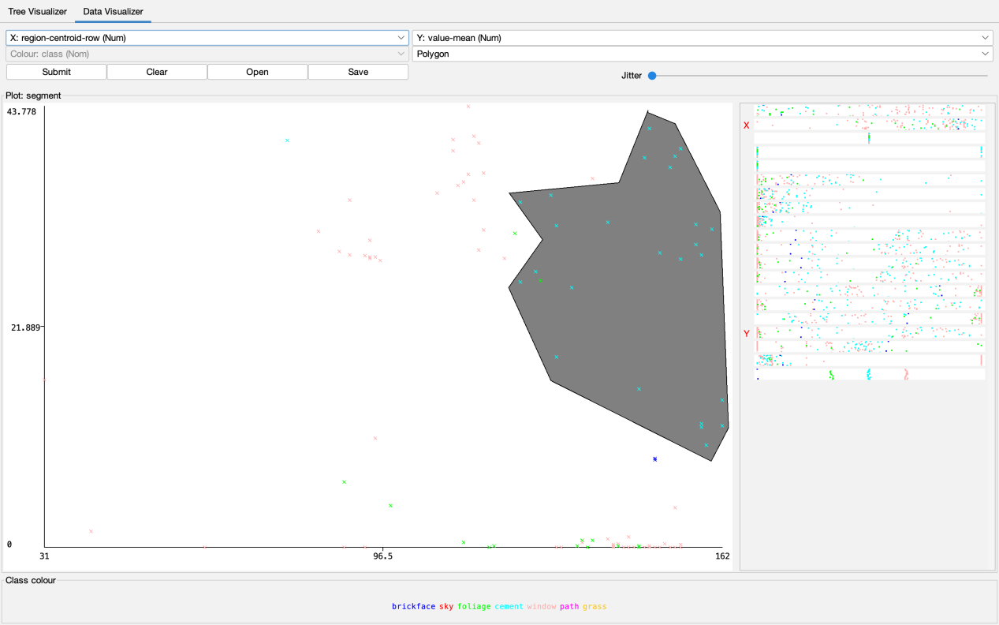 Tree Visualizer Data Visualizer
X: region-centroid-row (Num) Y: value-mean (Num)
Colour: class (Nom) Polygon
Submit Clear Open Save Jitter
Plot: segment
43.778
21.889
0
31 96.5 162
X
Y
Class colour
brickface sky foliage cement window path grass